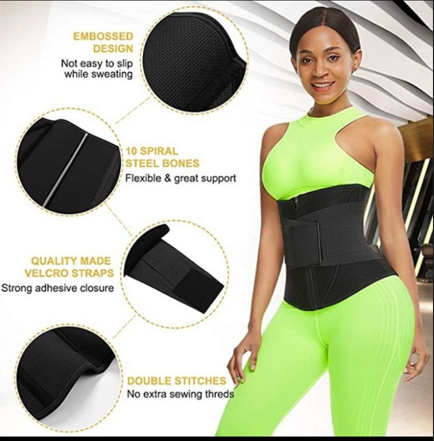 EMBOSSED
DESIGN
Not easy to slip
while sweating
10 SPIRAL
STEEL BONES
Flexible & great support
QUALITY MADE
VELCRO STRAPS
Strong adhesive closure
DOUBLE STITCHES
No extra sewing threds